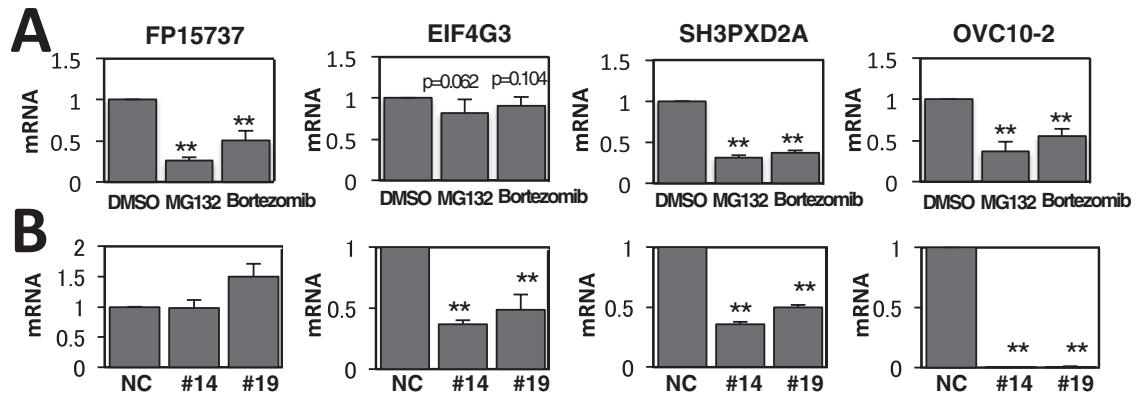 A
FP15737
EIF4G3
SH3PXD2A
OVC10-2
mRNA
1.5
1
0.5
0
**
**
DMSO MG132 Bortezomib
mRNA
1.5
1
0.5
0
p=0.062 p=0.104
DMSO MG132 Bortezomib
mRNA
1.5
1
0.5
0
**
**
DMSO MG132 Bortezomib
mRNA
1.5
1
0.5
0
**
**
DMSO MG132 Bortezomib
B
mRNA
2
1.5
1
0.5
0
NC #14 #19
mRNA
1
0.5
0
**
**
NC #14 #19
mRNA
1
0.5
0
**
**
NC #14 #19
mRNA
1
0.5
0
** **
NC #14 #19